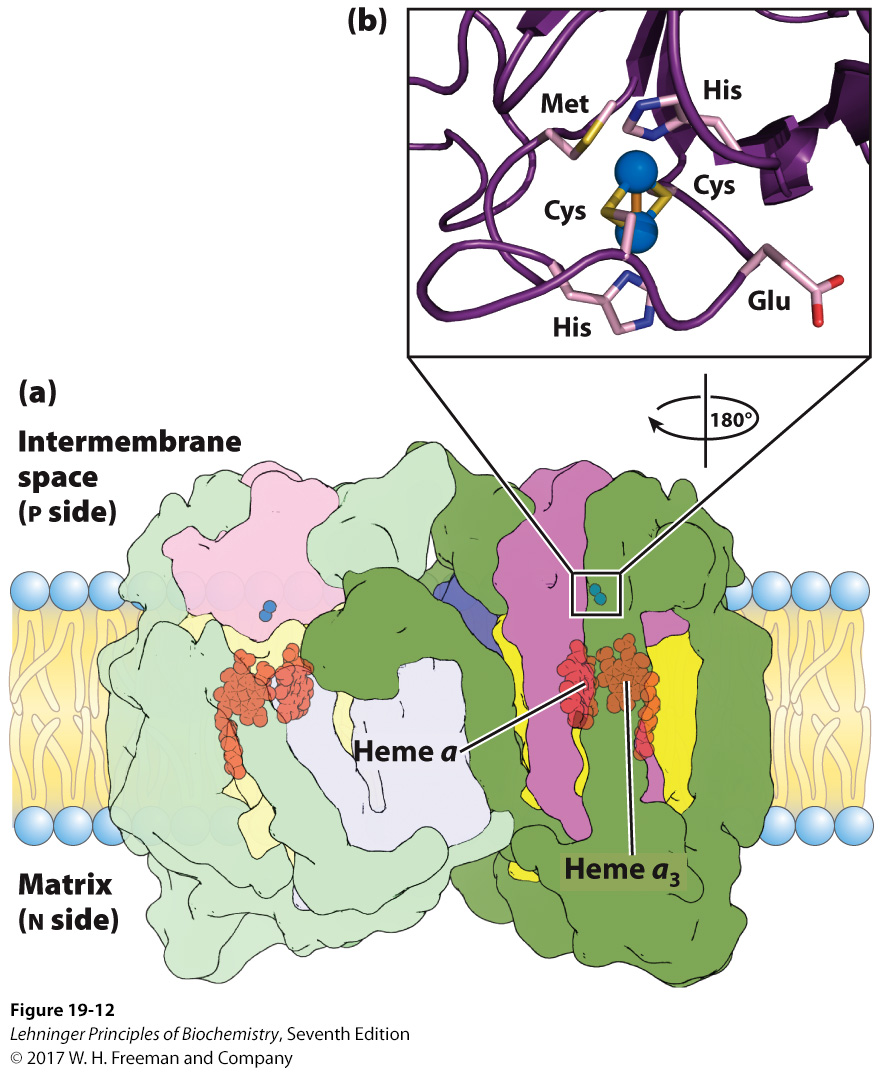 (b)
Met
His
Cys
Cys
Glu
His
(a)
180°
Intermembrane
space
(P side)
Heme a
Heme a₃
Matrix
(N side)
Figure 19-12
Lehninger Principles of Biochemistry, Seventh Edition
© 2017 W. H. Freeman and Company